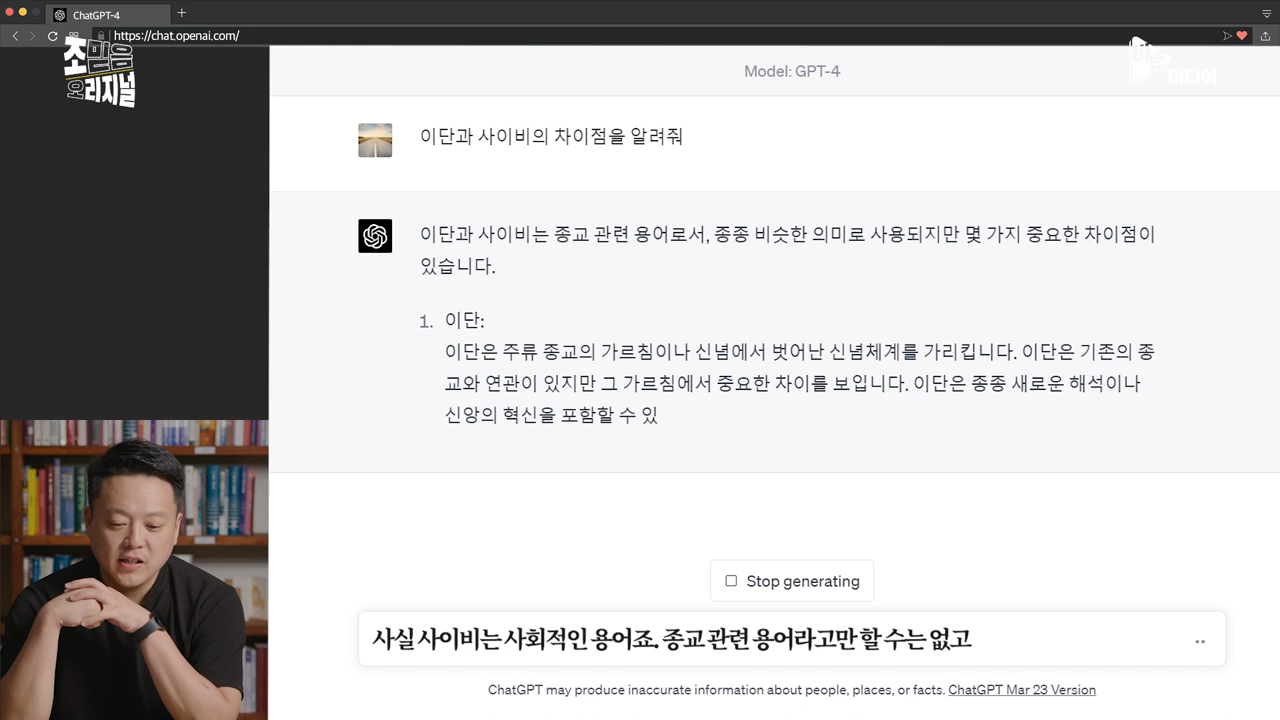 ChatGPT-4
https://chat.openai.com/
조믿음
오리지널
미디어
Model: GPT-4
이단과 사이비의 차이점을 알려줘
이단과 사이비는 종교 관련 용어로서, 종종 비슷한 의미로 사용되지만 몇 가지 중요한 차이점이
있습니다.
1. 이단:
이단은 주류 종교의 가르침이나 신념에서 벗어난 신념체계를 가리킵니다. 이단은 기존의 종
교와 연관이 있지만 그 가르침에서 중요한 차이를 보입니다. 이단은 종종 새로운 해석이나
신앙의 혁신을 포함할 수 있
Stop generating
사실 사이비는 사회적인 용어죠. 종교 관련 용어라고만 할 수는 없고
ChatGPT may produce inaccurate information about people, places, or facts. ChatGPT Mar 23 Version